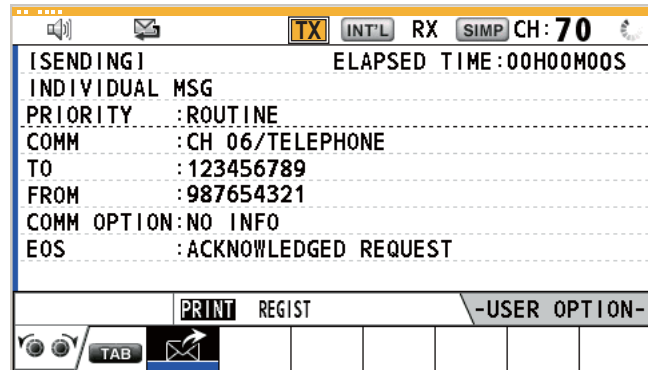 TX INT'L RX SIMP CH:70
[SENDING] ELAPSED TIME:00H00M00S
INDIVIDUAL MSG
PRIORITY :ROUTINE
COMM :CH 06/TELEPHONE
TO :123456789
FROM :987654321
COMM OPTION:NO INFO
EOS :ACKNOWLEDGED REQUEST
PRINT REGIST \-USER OPTION-
TAB